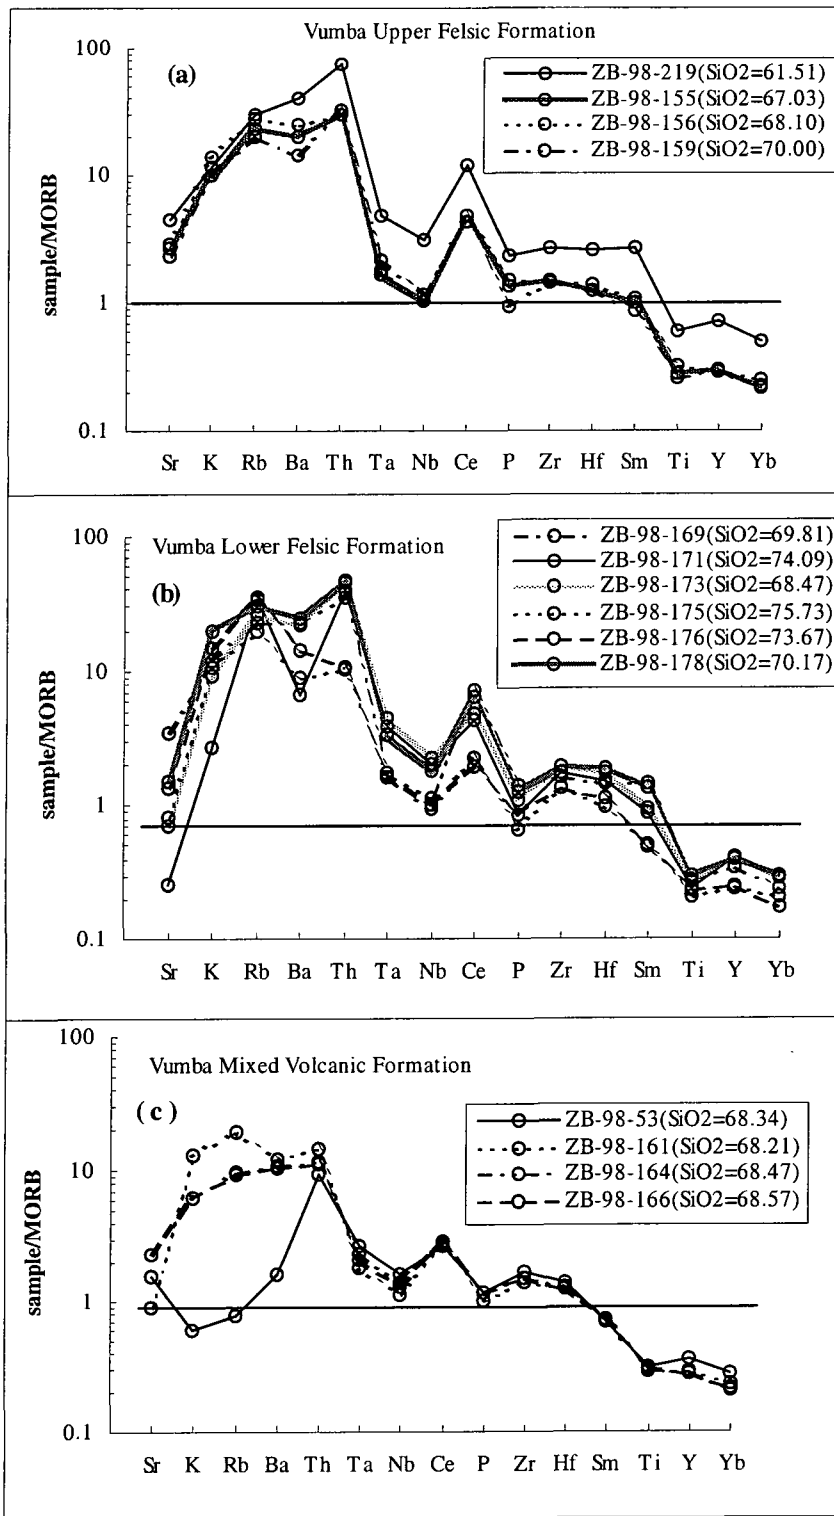 Vumba Upper Felsic Formation
(a)
ZB-98-219(SiO2=61.51)
ZB-98-155(SiO2=67.03)
ZB-98-156(SiO2=68.10)
ZB-98-159(SiO2=70.00)
sample/MORB
100
10
1
0.1
Sr K Rb Ba Th Ta Nb Ce P Zr Hf Sm Ti Y Yb
Vumba Lower Felsic Formation
(b)
ZB-98-169(SiO2=69.81)
ZB-98-171(SiO2=74.09)
ZB-98-173(SiO2=68.47)
ZB-98-175(SiO2=75.73)
ZB-98-176(SiO2=73.67)
ZB-98-178(SiO2=70.17)
sample/MORB
100
10
1
0.1
Sr K Rb Ba Th Ta Nb Ce P Zr Hf Sm Ti Y Yb
Vumba Mixed Volcanic Formation
( c )
ZB-98-53(SiO2=68.34)
ZB-98-161(SiO2=68.21)
ZB-98-164(SiO2=68.47)
ZB-98-166(SiO2=68.57)
sample/MORB
100
10
1
0.1
Sr K Rb Ba Th Ta Nb Ce P Zr Hf Sm Ti Y Yb